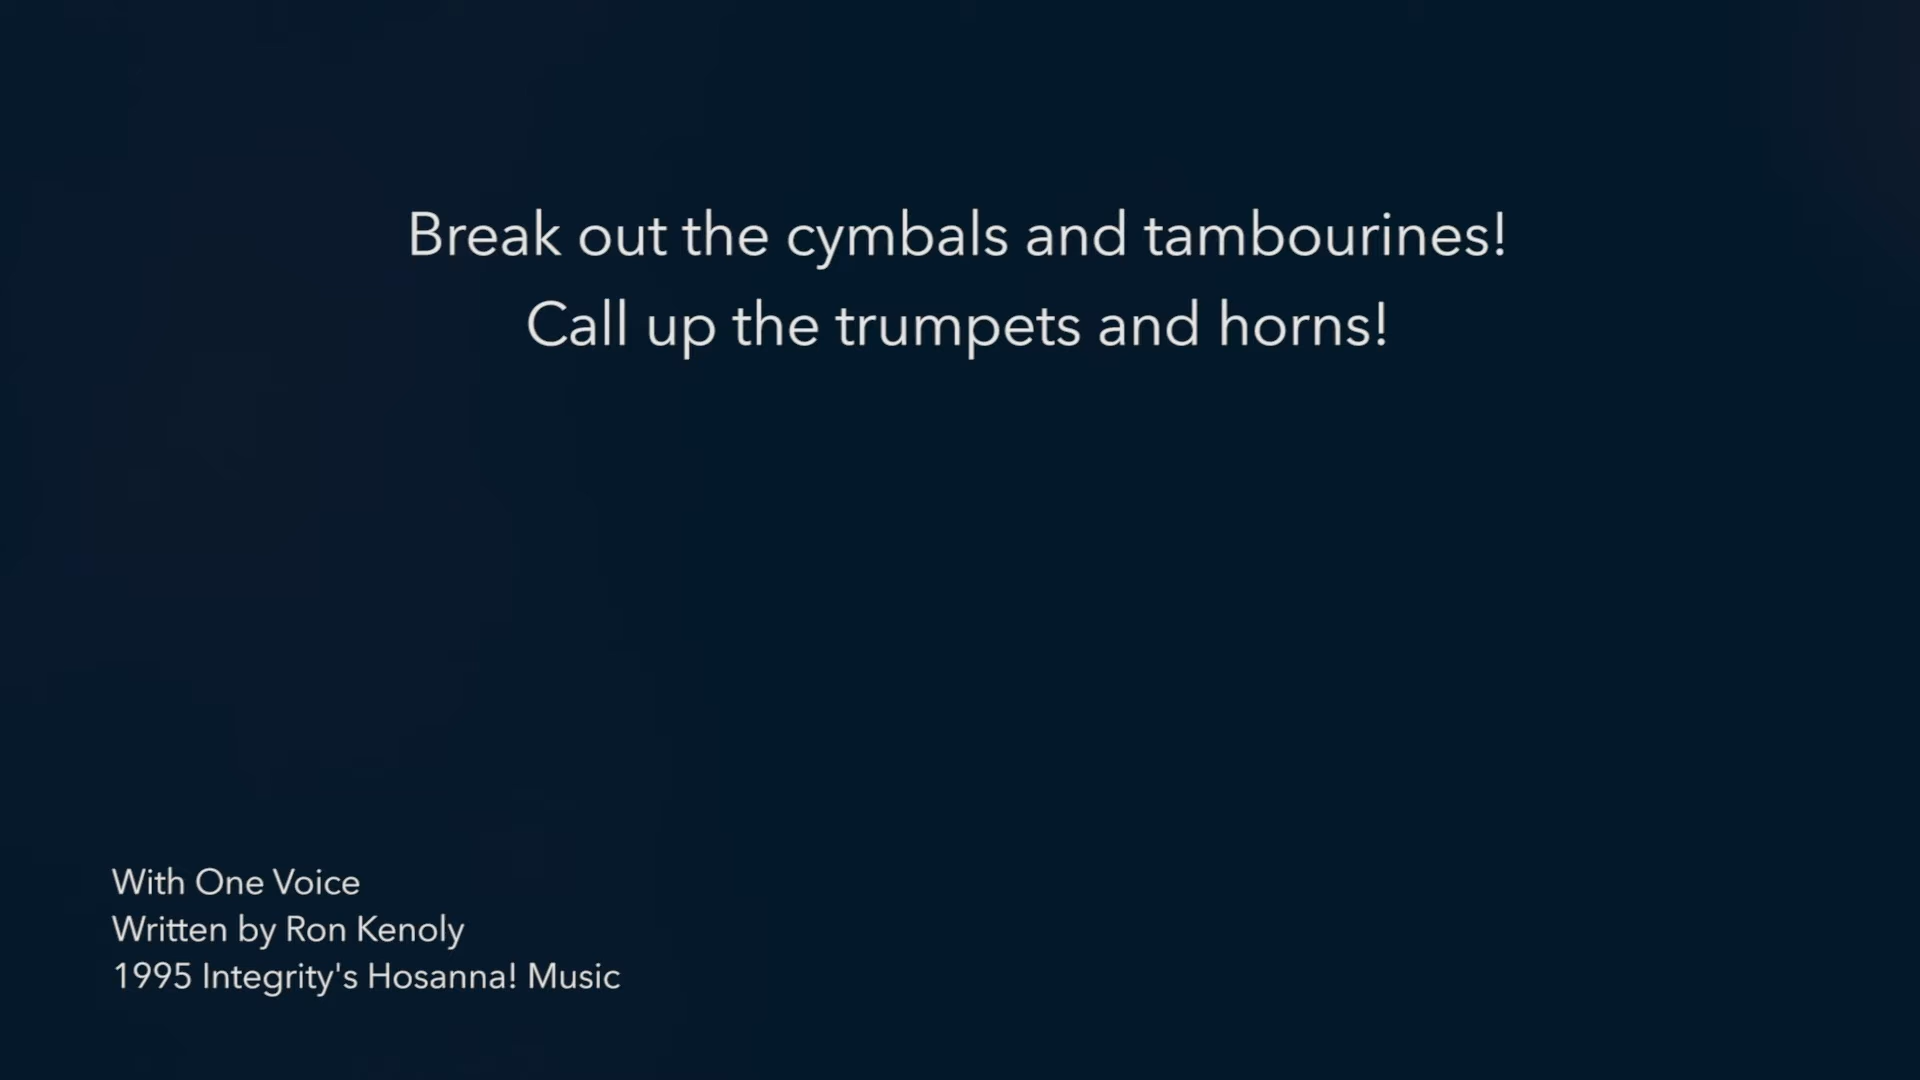 Break out the cymbals and tambourines!
Call up the trumpets and horns!
With One Voice
Written by Ron Kenoly
1995 Integrity's Hosanna! Music